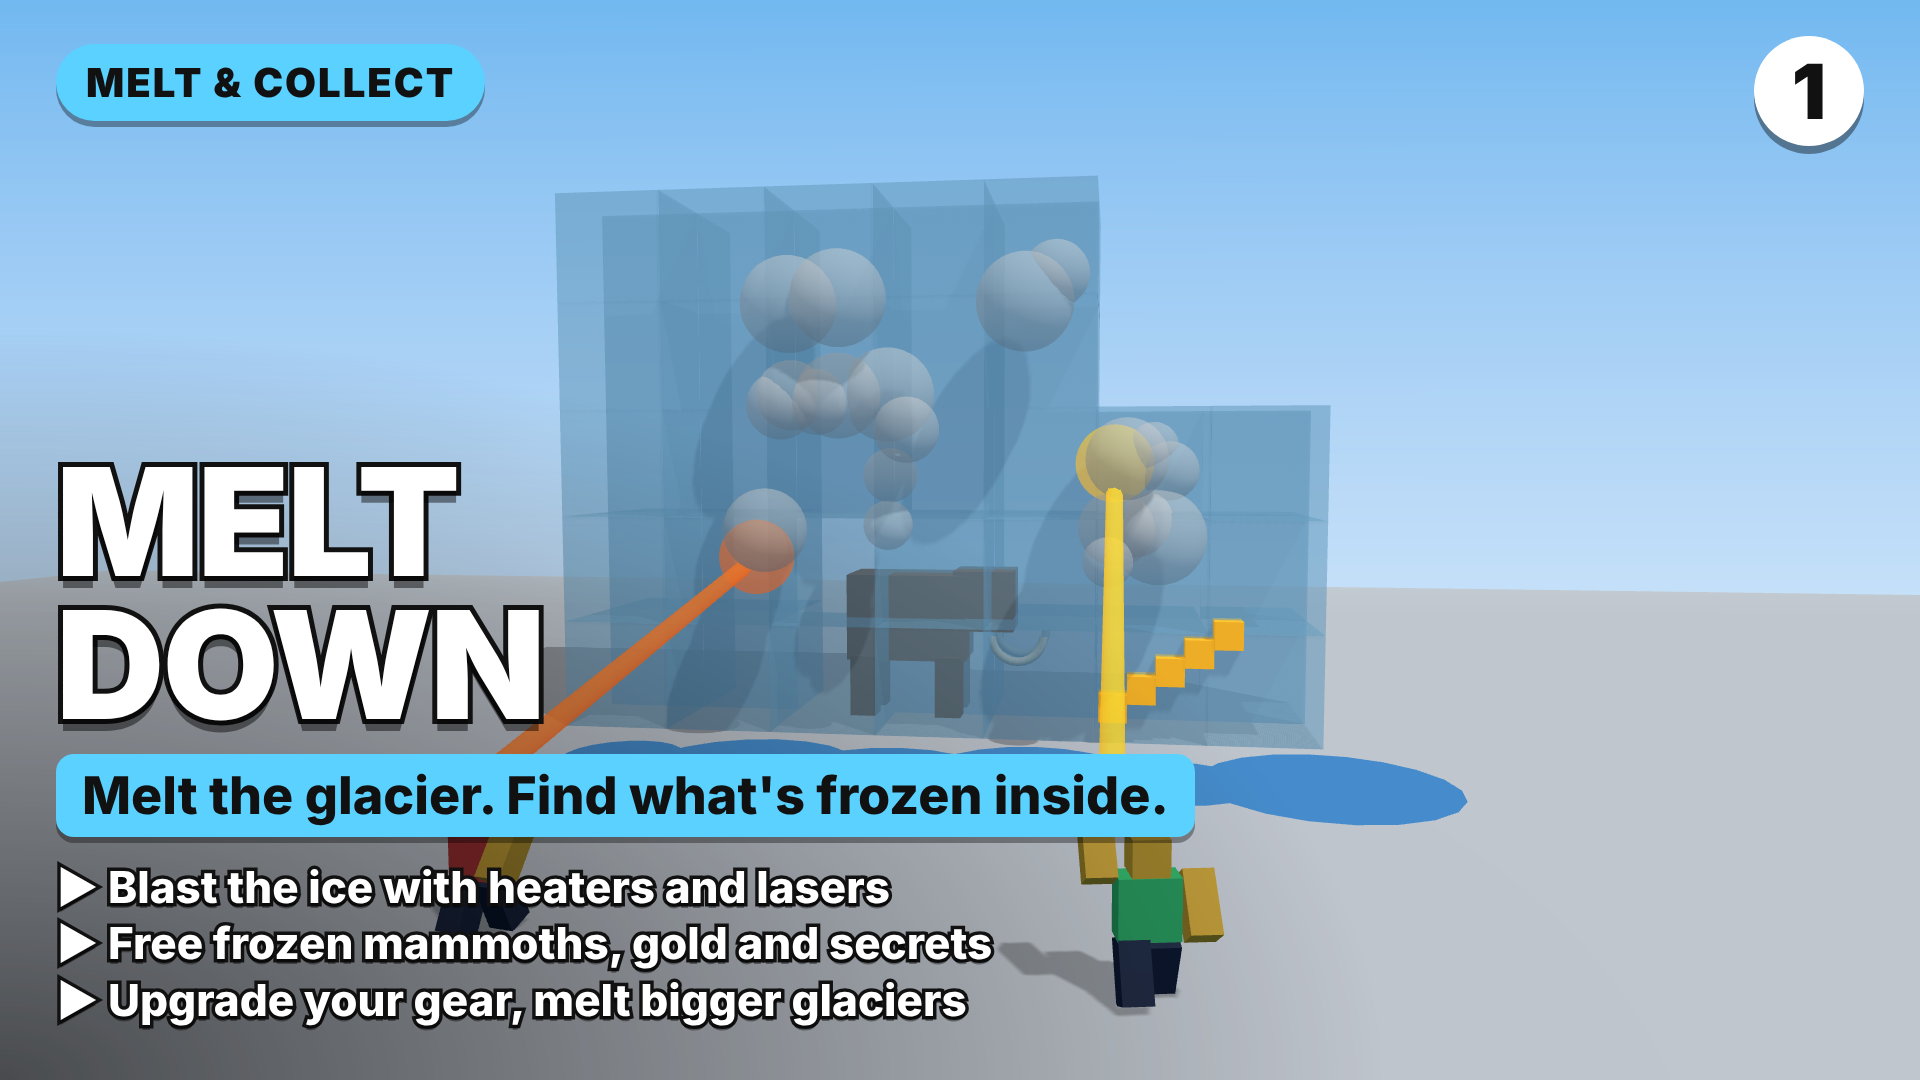 MELT & COLLECT
1
MELT
DOWN
Melt the glacier. Find what's frozen inside.
▶ Blast the ice with heaters and lasers
▶ Free frozen mammoths, gold and secrets
▶ Upgrade your gear, melt bigger glaciers